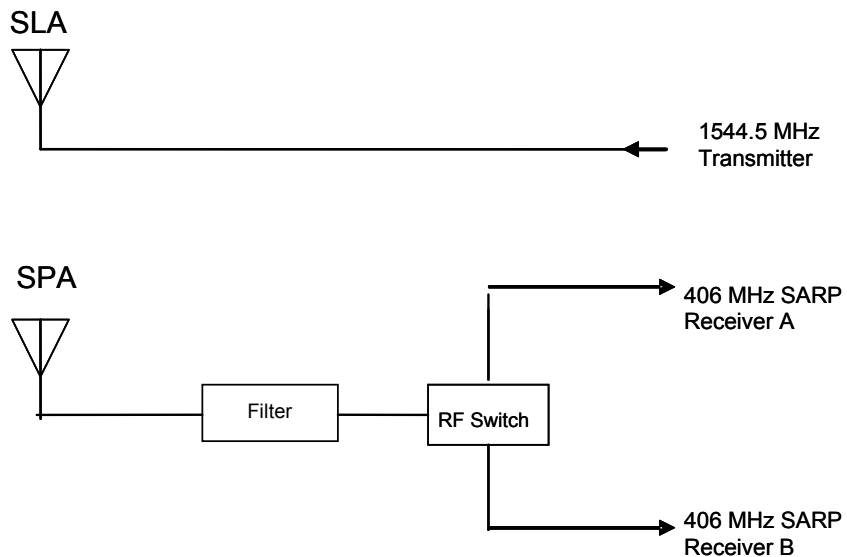 SLA
1544.5 MHz
Transmitter
SPA
406 MHz SARP
Receiver A
Filter
RF Switch
406 MHz SARP
Receiver B